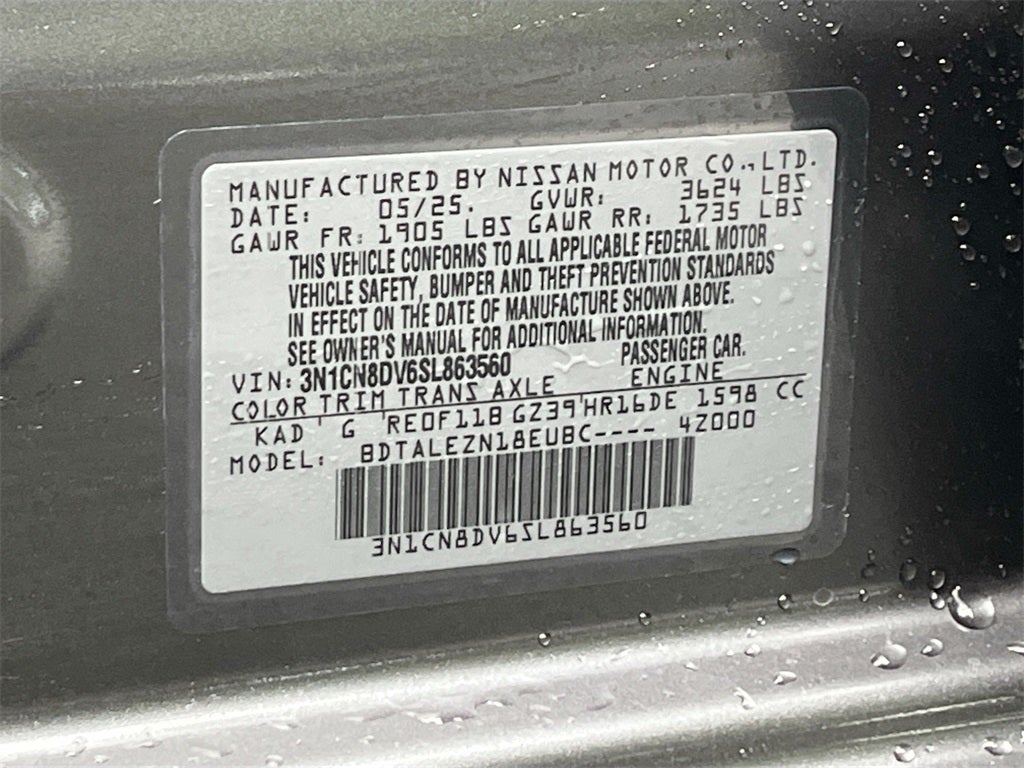 MANUFACTURED BY NISSAN MOTOR CO., LTD.
DATE: 05/25. GVWR: 3624 LBS
GAWR FR: 1905 LBS GAWR RR: 1735 LBS
THIS VEHICLE CONFORMS TO ALL APPLICABLE FEDERAL MOTOR
VEHICLE SAFETY, BUMPER AND THEFT PREVENTION STANDARDS
IN EFFECT ON THE DATE OF MANUFACTURE SHOWN ABOVE.
SEE OWNER'S MANUAL FOR ADDITIONAL INFORMATION.
VIN: 3N1CN8DV6SL863560 PASSENGER CAR.
COLOR TRIM TRANS AXLE ENGINE
KAD G RE0F11B GZ39 HR16DE 1598 CC
MODEL: BDTALEZN18EUBC---- 4Z000
3N1CN8DV6SL863560